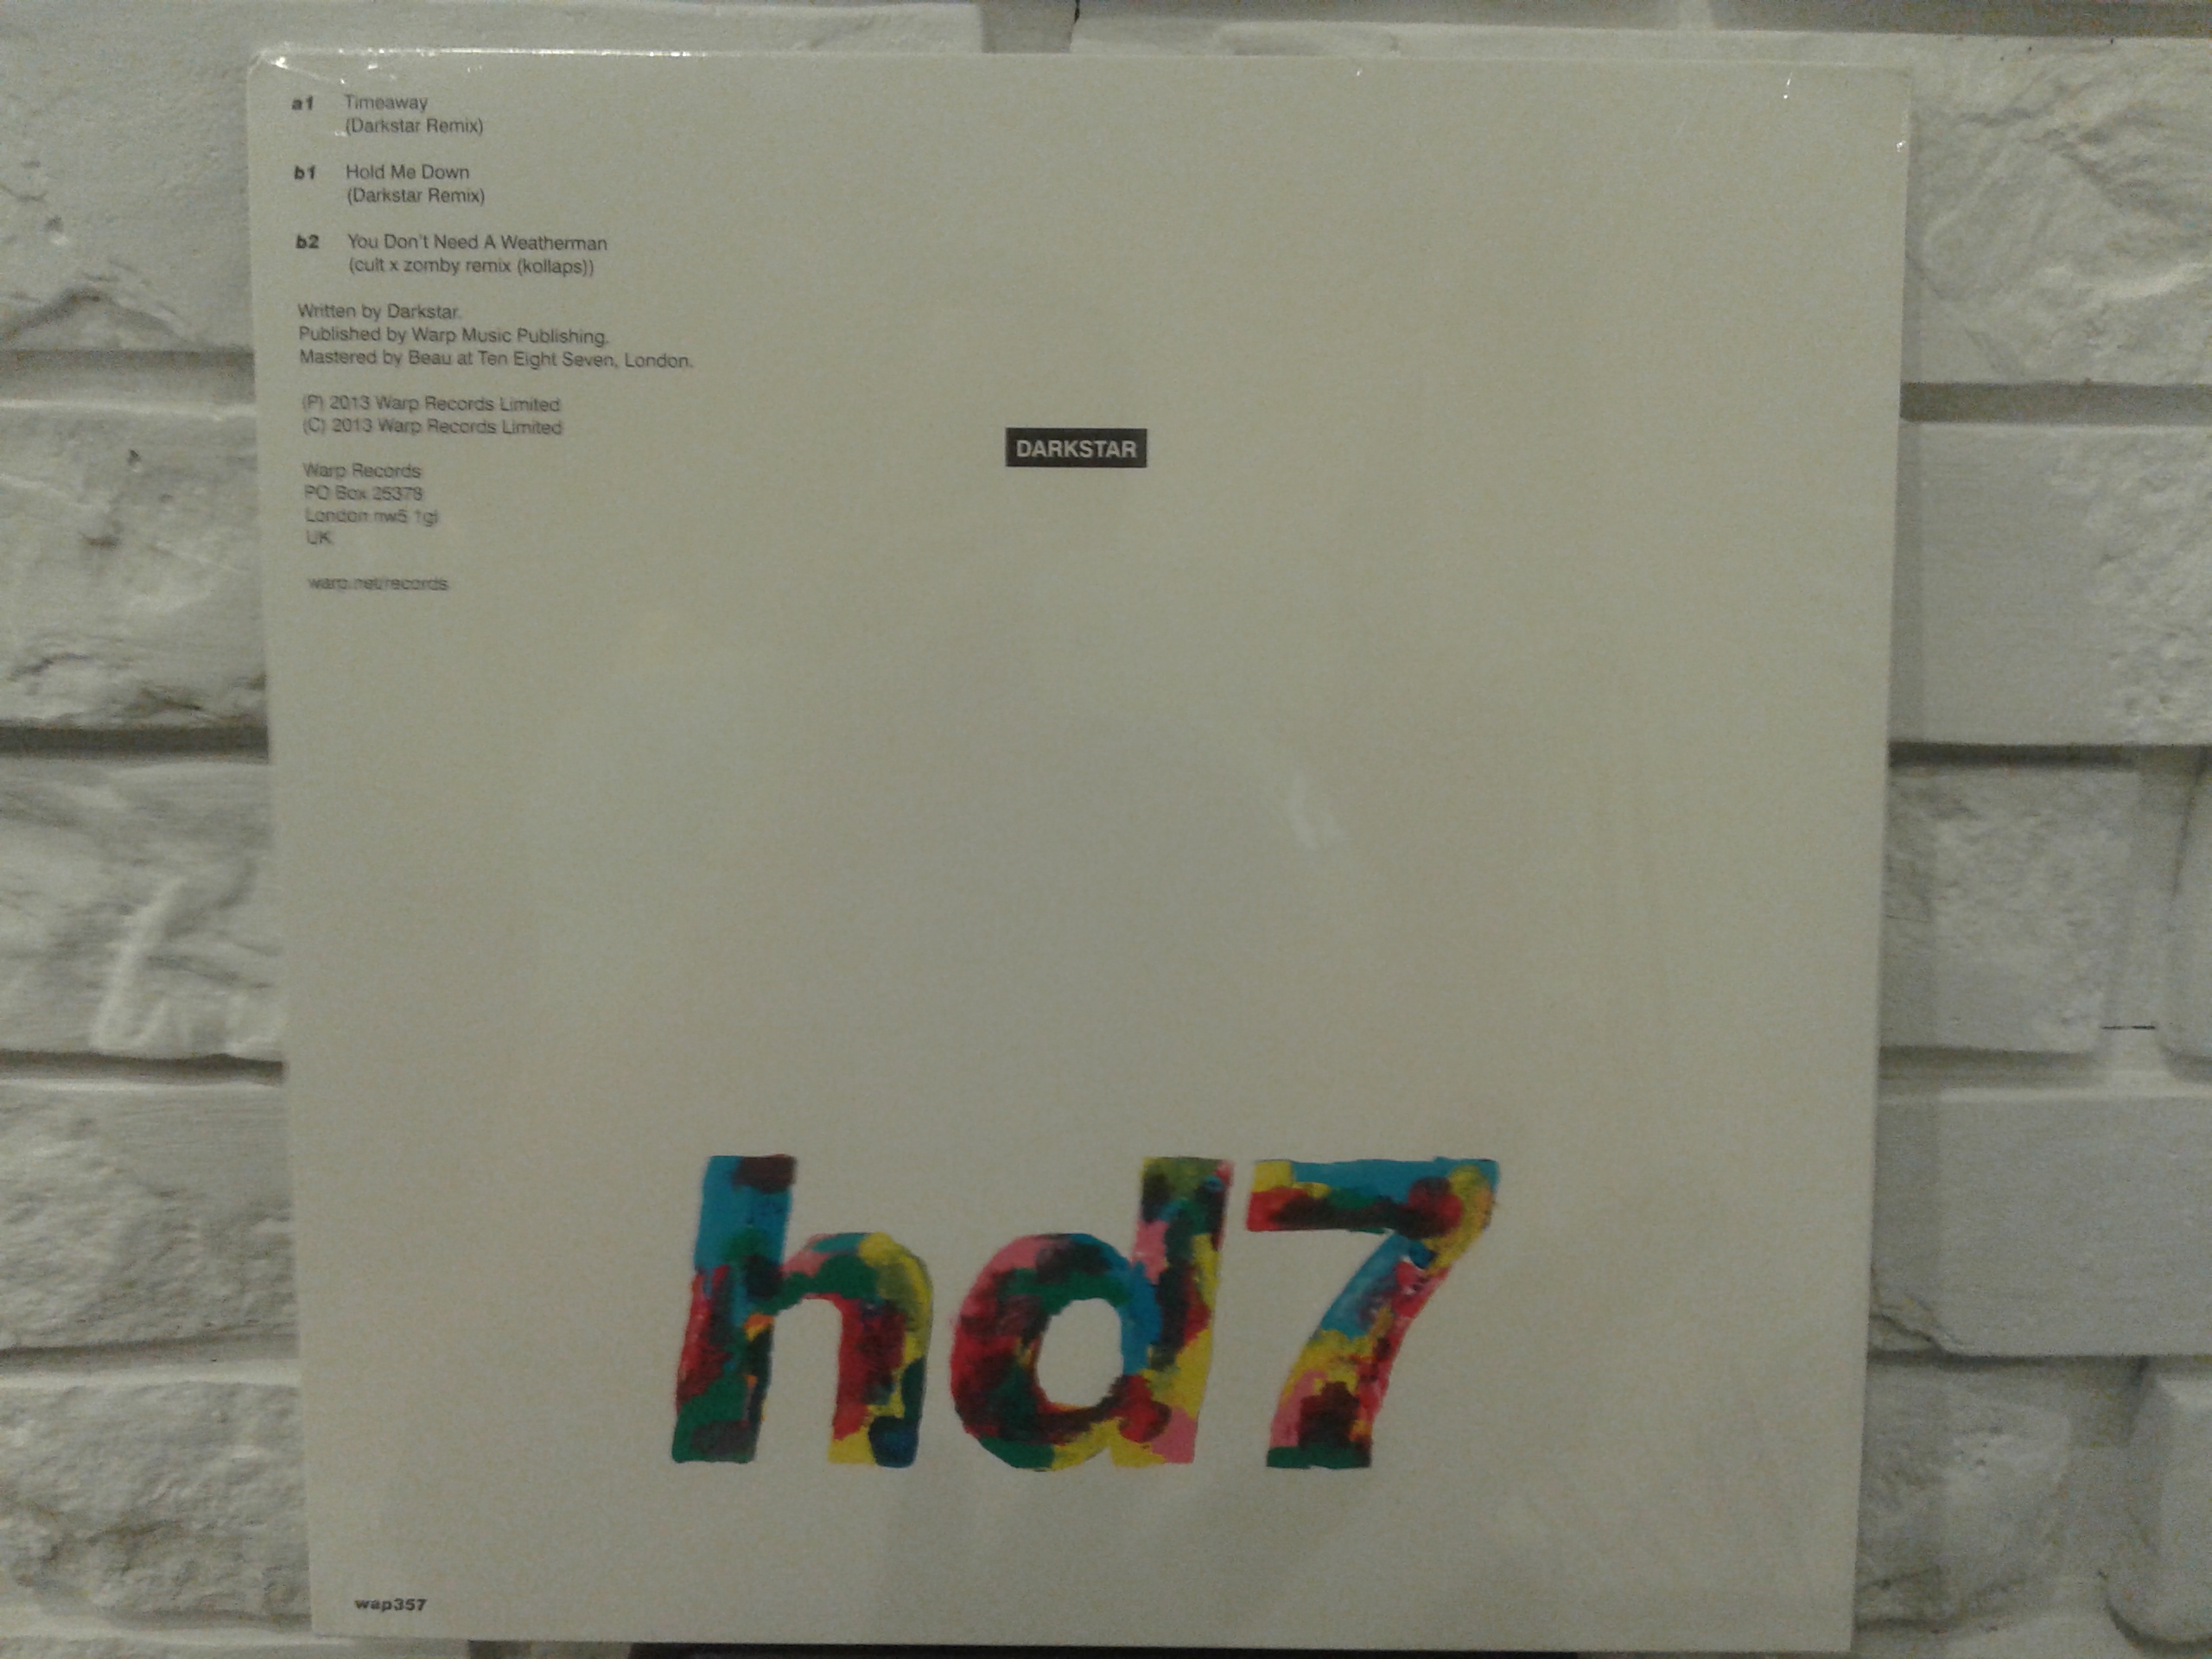 a1 Timeaway
(Darkstar Remix)
b1 Hold Me Down
(Darkstar Remix)
b2 You Don't Need A Weatherman
(cult x zomby remix (kollaps))
Written by Darkstar.
Published by Warp Music Publishing.
Mastered by Beau at Ten Eight Seven, London.
(P) 2013 Warp Records Limited
(C) 2013 Warp Records Limited
Warp Records
PO Box 25378
London nw5 1gl
UK
warp.net/records
DARKSTAR
hd7
wap357